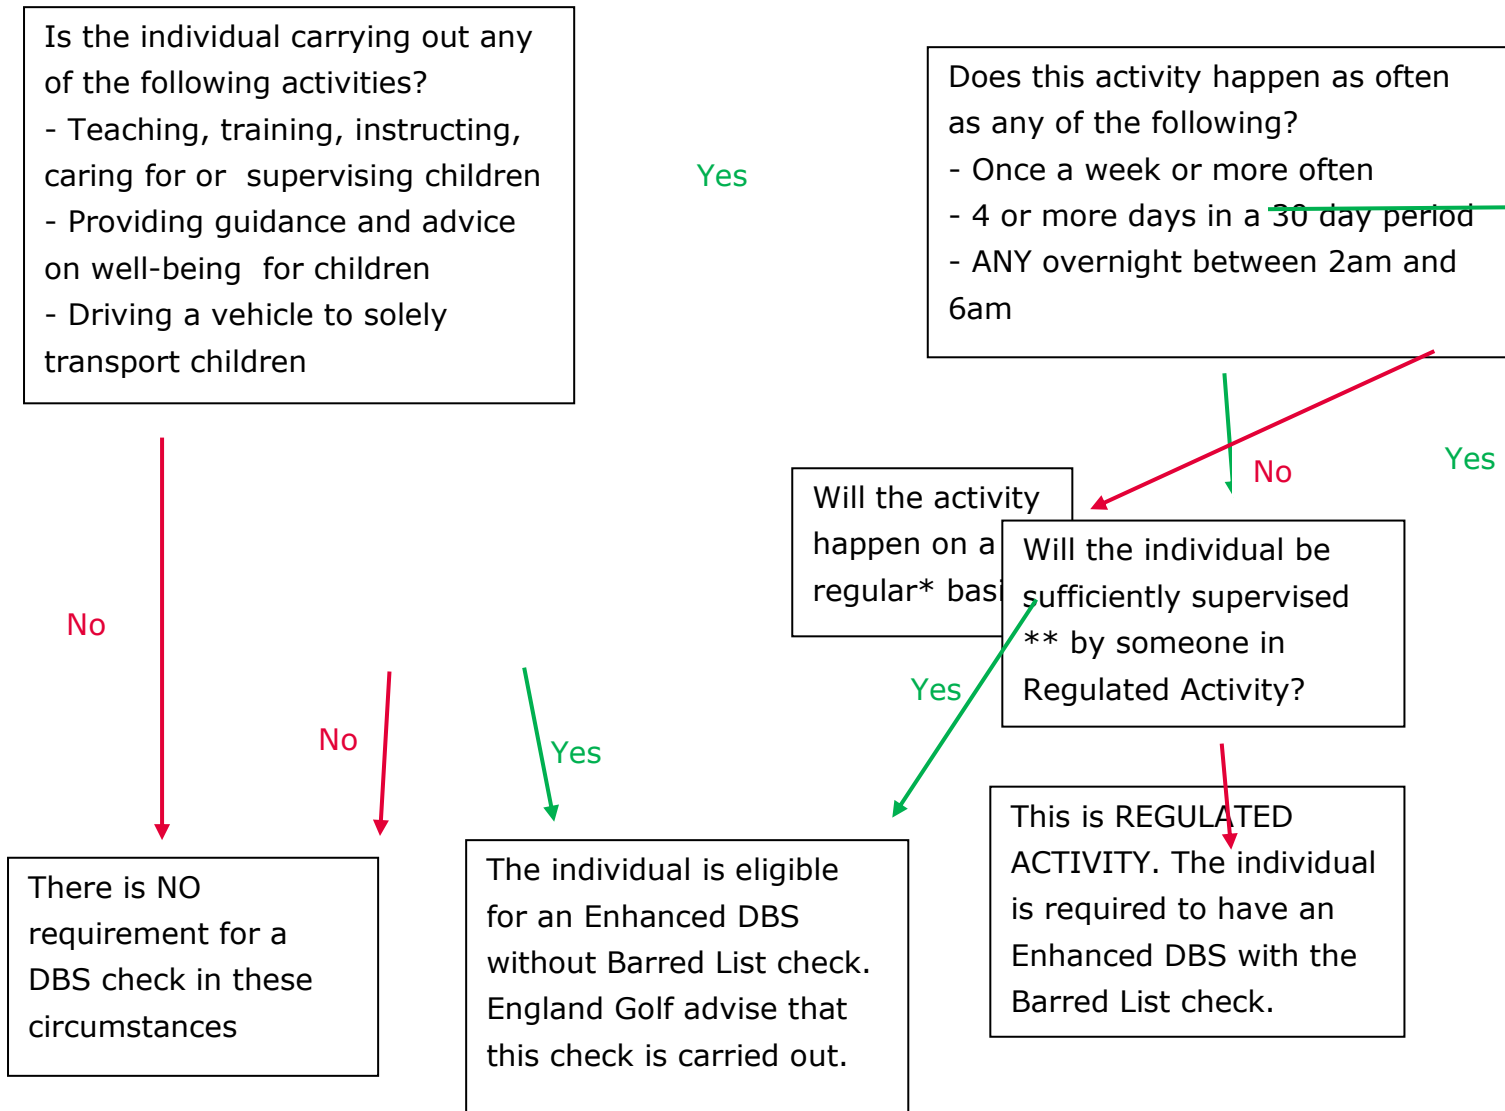 Is the individual carrying out any
of the following activities?
- Teaching, training, instructing,
caring for or supervising children
- Providing guidance and advice
on well-being for children
- Driving a vehicle to solely
transport children
Yes
Does this activity happen as often
as any of the following?
- Once a week or more often
- 4 or more days in a 30 day period
- ANY overnight between 2am and
6am
No
Yes
Will the activity
happen on a
regular* basi
Will the individual be
sufficiently supervised
** by someone in
Regulated Activity?
No
Yes
No
Yes
There is NO
requirement for a
DBS check in these
circumstances
The individual is eligible
for an Enhanced DBS
without Barred List check.
England Golf advise that
this check is carried out.
This is REGULATED
ACTIVITY. The individual
is required to have an
Enhanced DBS with the
Barred List check.